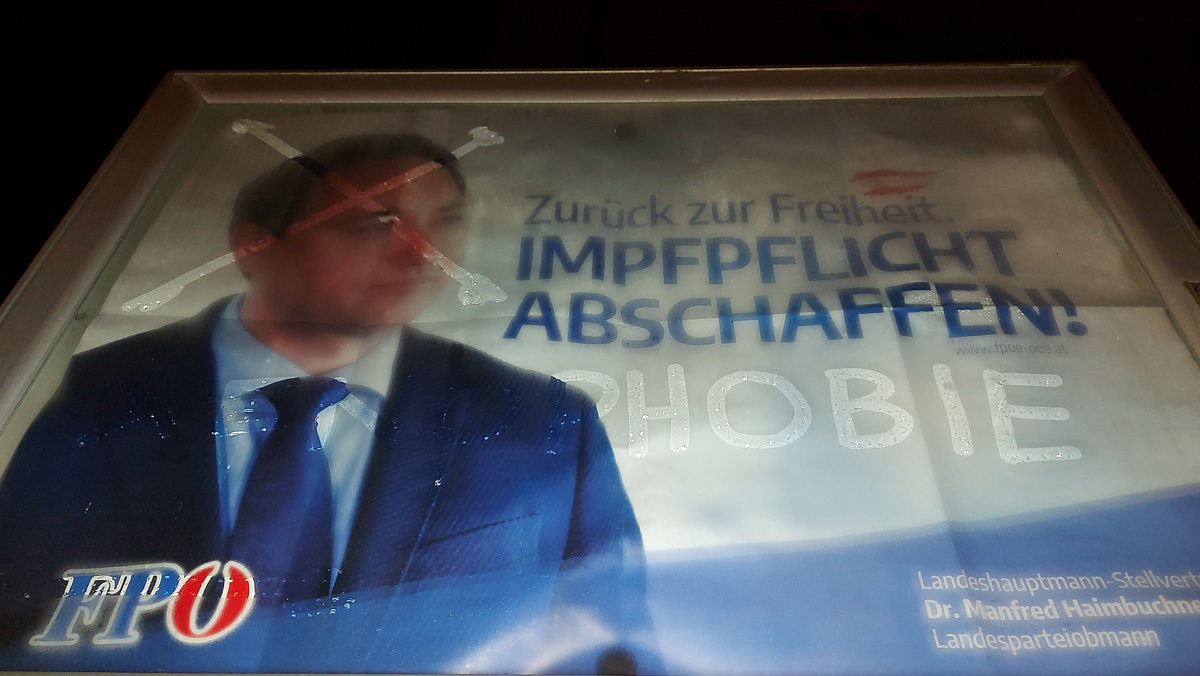 Zurück zur Freiheit.
IMPFPFLICHT
ABSCHAFFEN!
www.fpoe-ooe.at
PHOBIE
FPÖ
Landeshauptmann-Stellvert
Dr. Manfred Haimbuchne
Landesparteiobmann